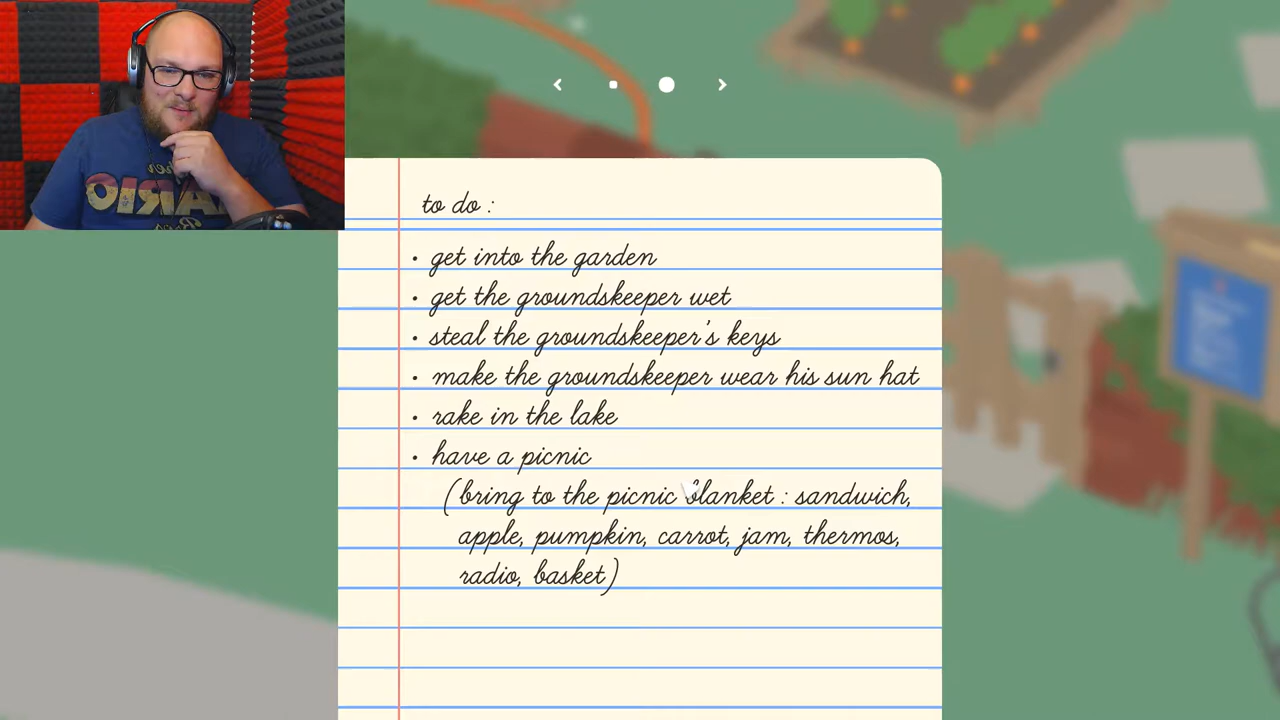 to do :
• get into the garden
• get the groundskeeper wet
• steal the groundskeeper's keys
• make the groundskeeper wear his sun hat
• rake in the lake
• have a picnic
(bring to the picnic blanket : sandwich,
apple, pumpkin, carrot, jam, thermos,
radio, basket)